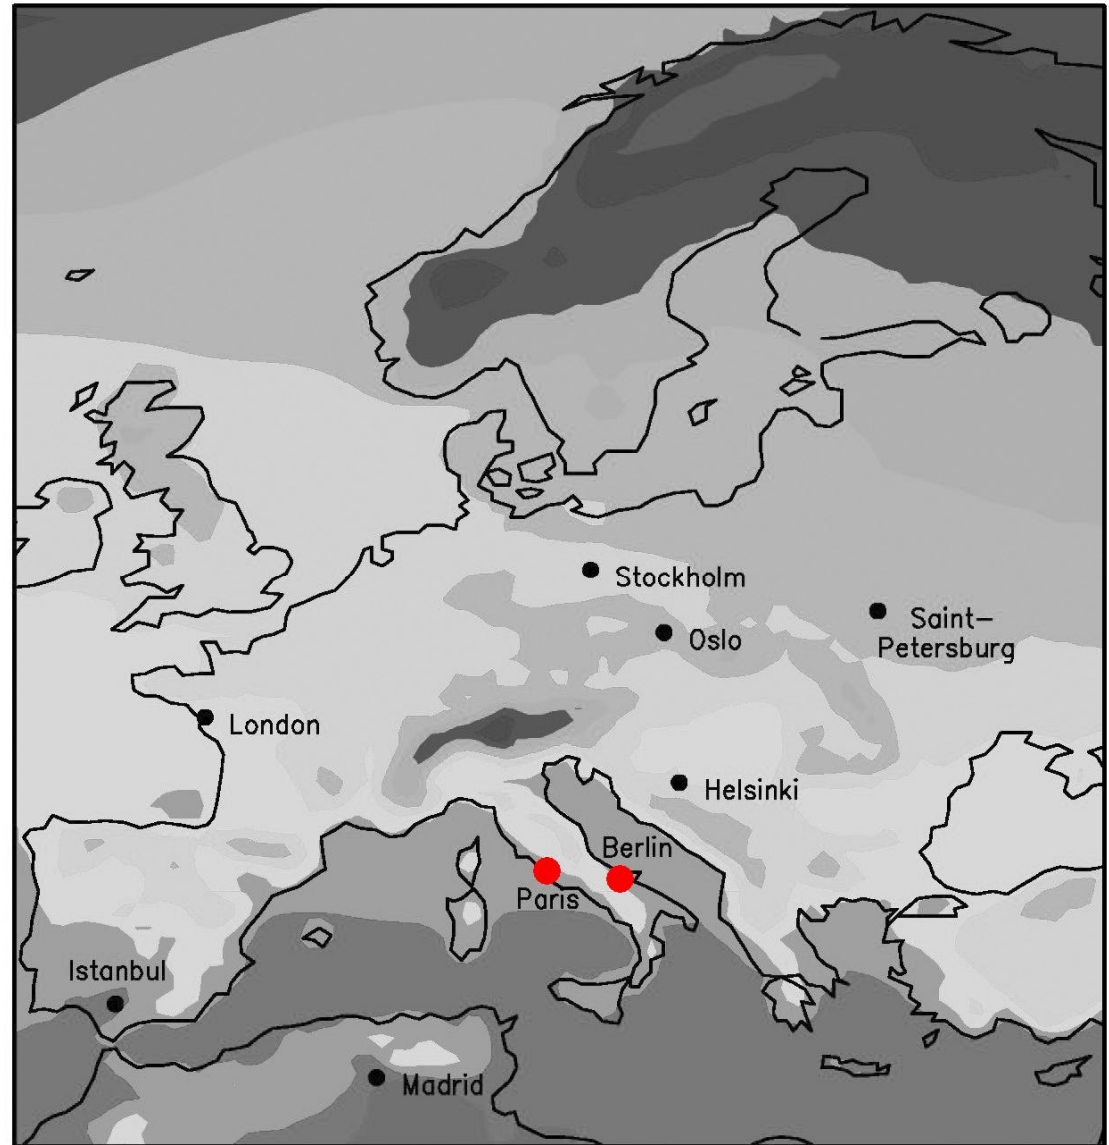 Stockholm
Saint-
Petersburg
Oslo
London
Helsinki
Berlin
Paris
Istanbul
Madrid